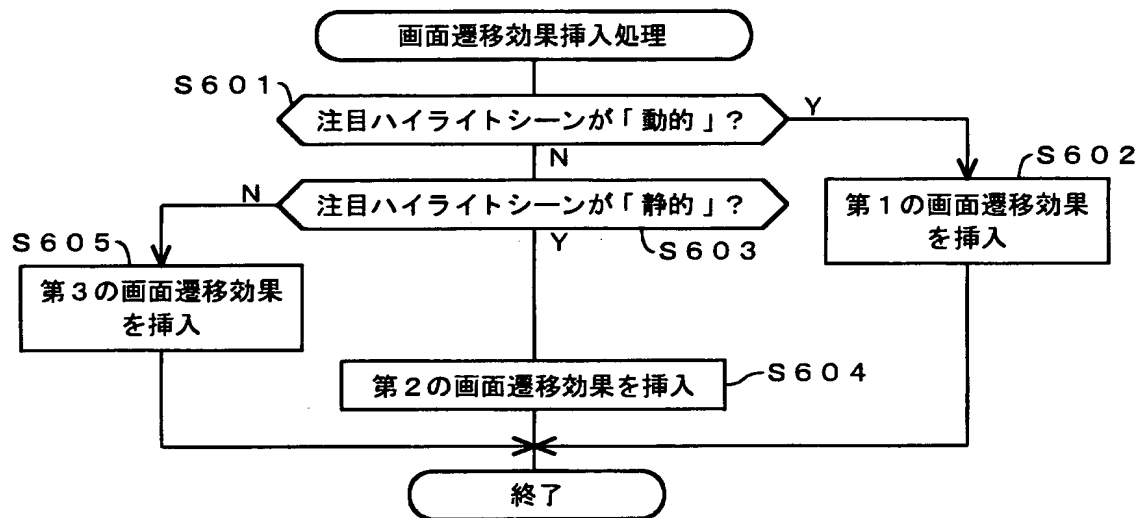 画面遷移効果挿入処理
S601
注目ハイライトシーンが「動的」?
Y
N
S602
第1の画面遷移効果
を挿入
N
注目ハイライトシーンが「静的」?
Y
S603
S605
第3の画面遷移効果
を挿入
第2の画面遷移効果を挿入
S604
終了